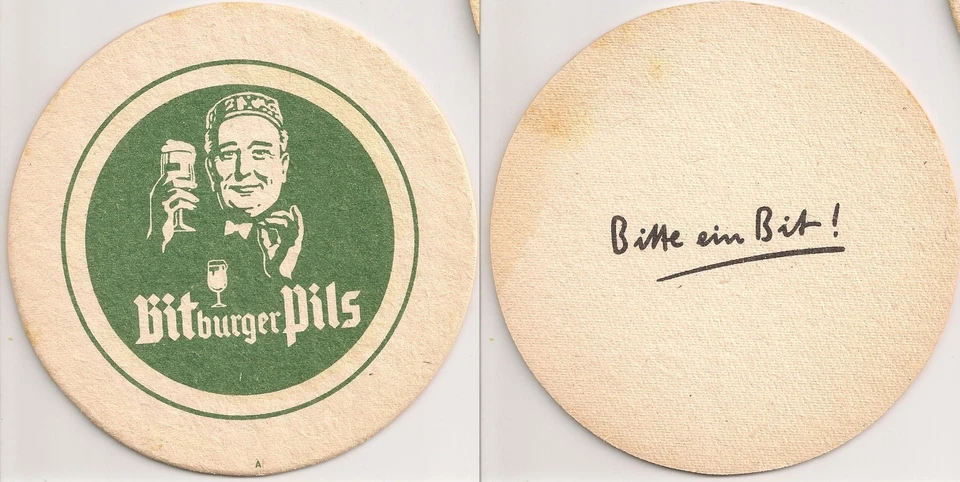 Bitburger Pils
A
Bitte ein Bit!